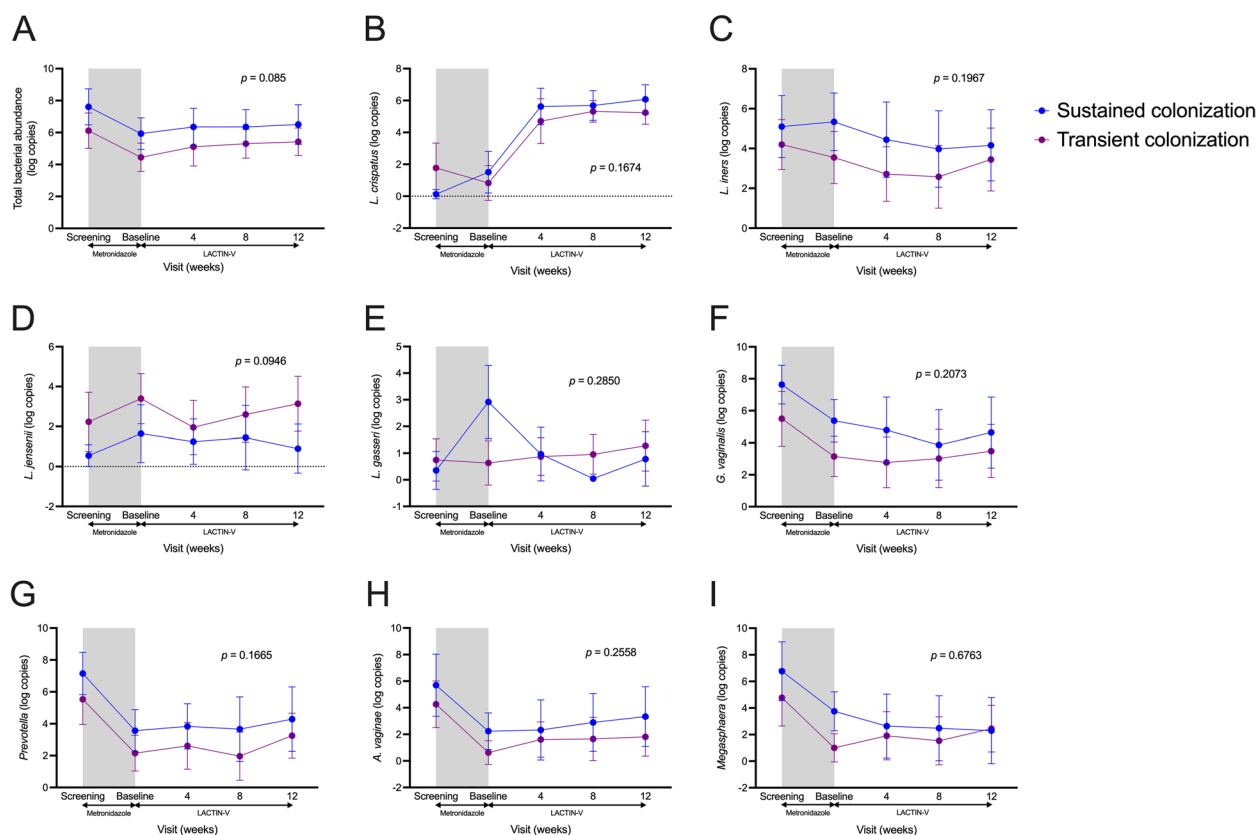 A
Total bacterial abundance
(log copies)
10
8
6
4
2
0
p = 0.085
Screening Baseline 4 8 12
Metronidazole LACTIN-V
Visit (weeks)
B
L. crispatus (log copies)
8
6
4
2
0
-2
p = 0.1674
Screening Baseline 4 8 12
Metronidazole LACTIN-V
Visit (weeks)
C
L. iners (log copies)
8
6
4
2
0
p = 0.1967
Screening Baseline 4 8 12
Metronidazole LACTIN-V
Visit (weeks)
Sustained colonization
Transient colonization
D
L. jensenii (log copies)
6
4
2
0
-2
p = 0.0946
Screening Baseline 4 8 12
Metronidazole LACTIN-V
Visit (weeks)
E
L. gasseri (log copies)
5
4
3
2
1
0
-1
p = 0.2850
Screening Baseline 4 8 12
Metronidazole LACTIN-V
Visit (weeks)
F
G. vaginalis (log copies)
10
8
6
4
2
0
p = 0.2073
Screening Baseline 4 8 12
Metronidazole LACTIN-V
Visit (weeks)
G
Prevotella (log copies)
10
8
6
4
2
0
p = 0.1665
Screening Baseline 4 8 12
Metronidazole LACTIN-V
Visit (weeks)
H
A. vaginae (log copies)
10
8
6
4
2
0
-2
p = 0.2558
Screening Baseline 4 8 12
Metronidazole LACTIN-V
Visit (weeks)
I
Megasphaera (log copies)
10
8
6
4
2
0
-2
p = 0.6763
Screening Baseline 4 8 12
Metronidazole LACTIN-V
Visit (weeks)